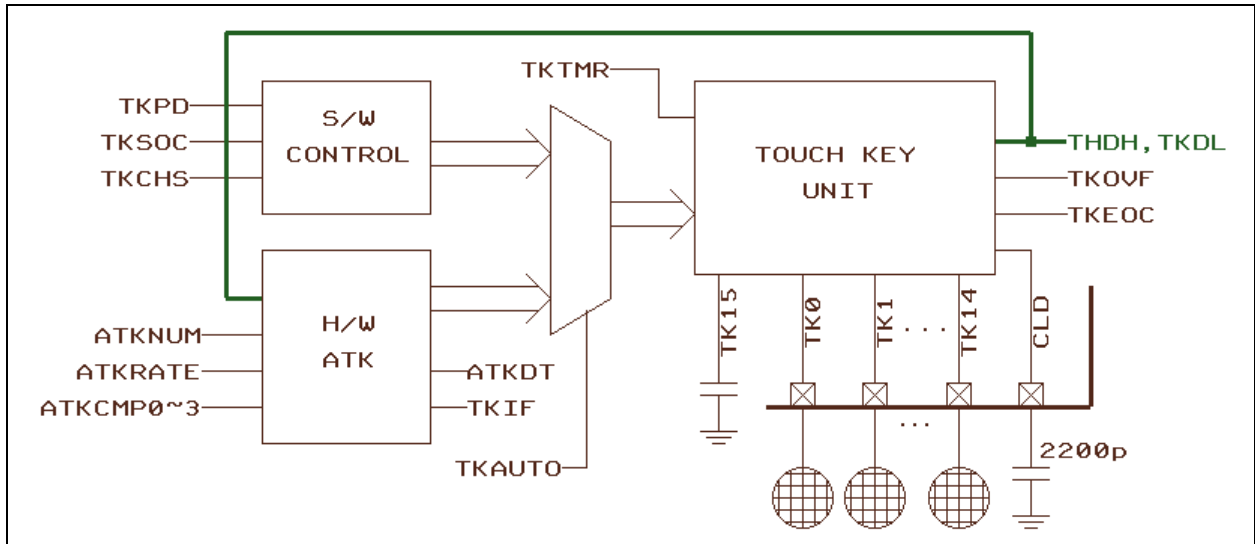 TKTMR
TKPD
TKSOC
TKCHS
S/W
CONTROL
TOUCH KEY
UNIT
THDH,TKDL
TKOVF
TKEOC
H/W
ATK
ATKNUM
ATKRATE
ATKCMP0~3
ATKDT
TKIF
TKAUTO
TK15
TK0
TK1
...
TK14
CLD
...
2200p